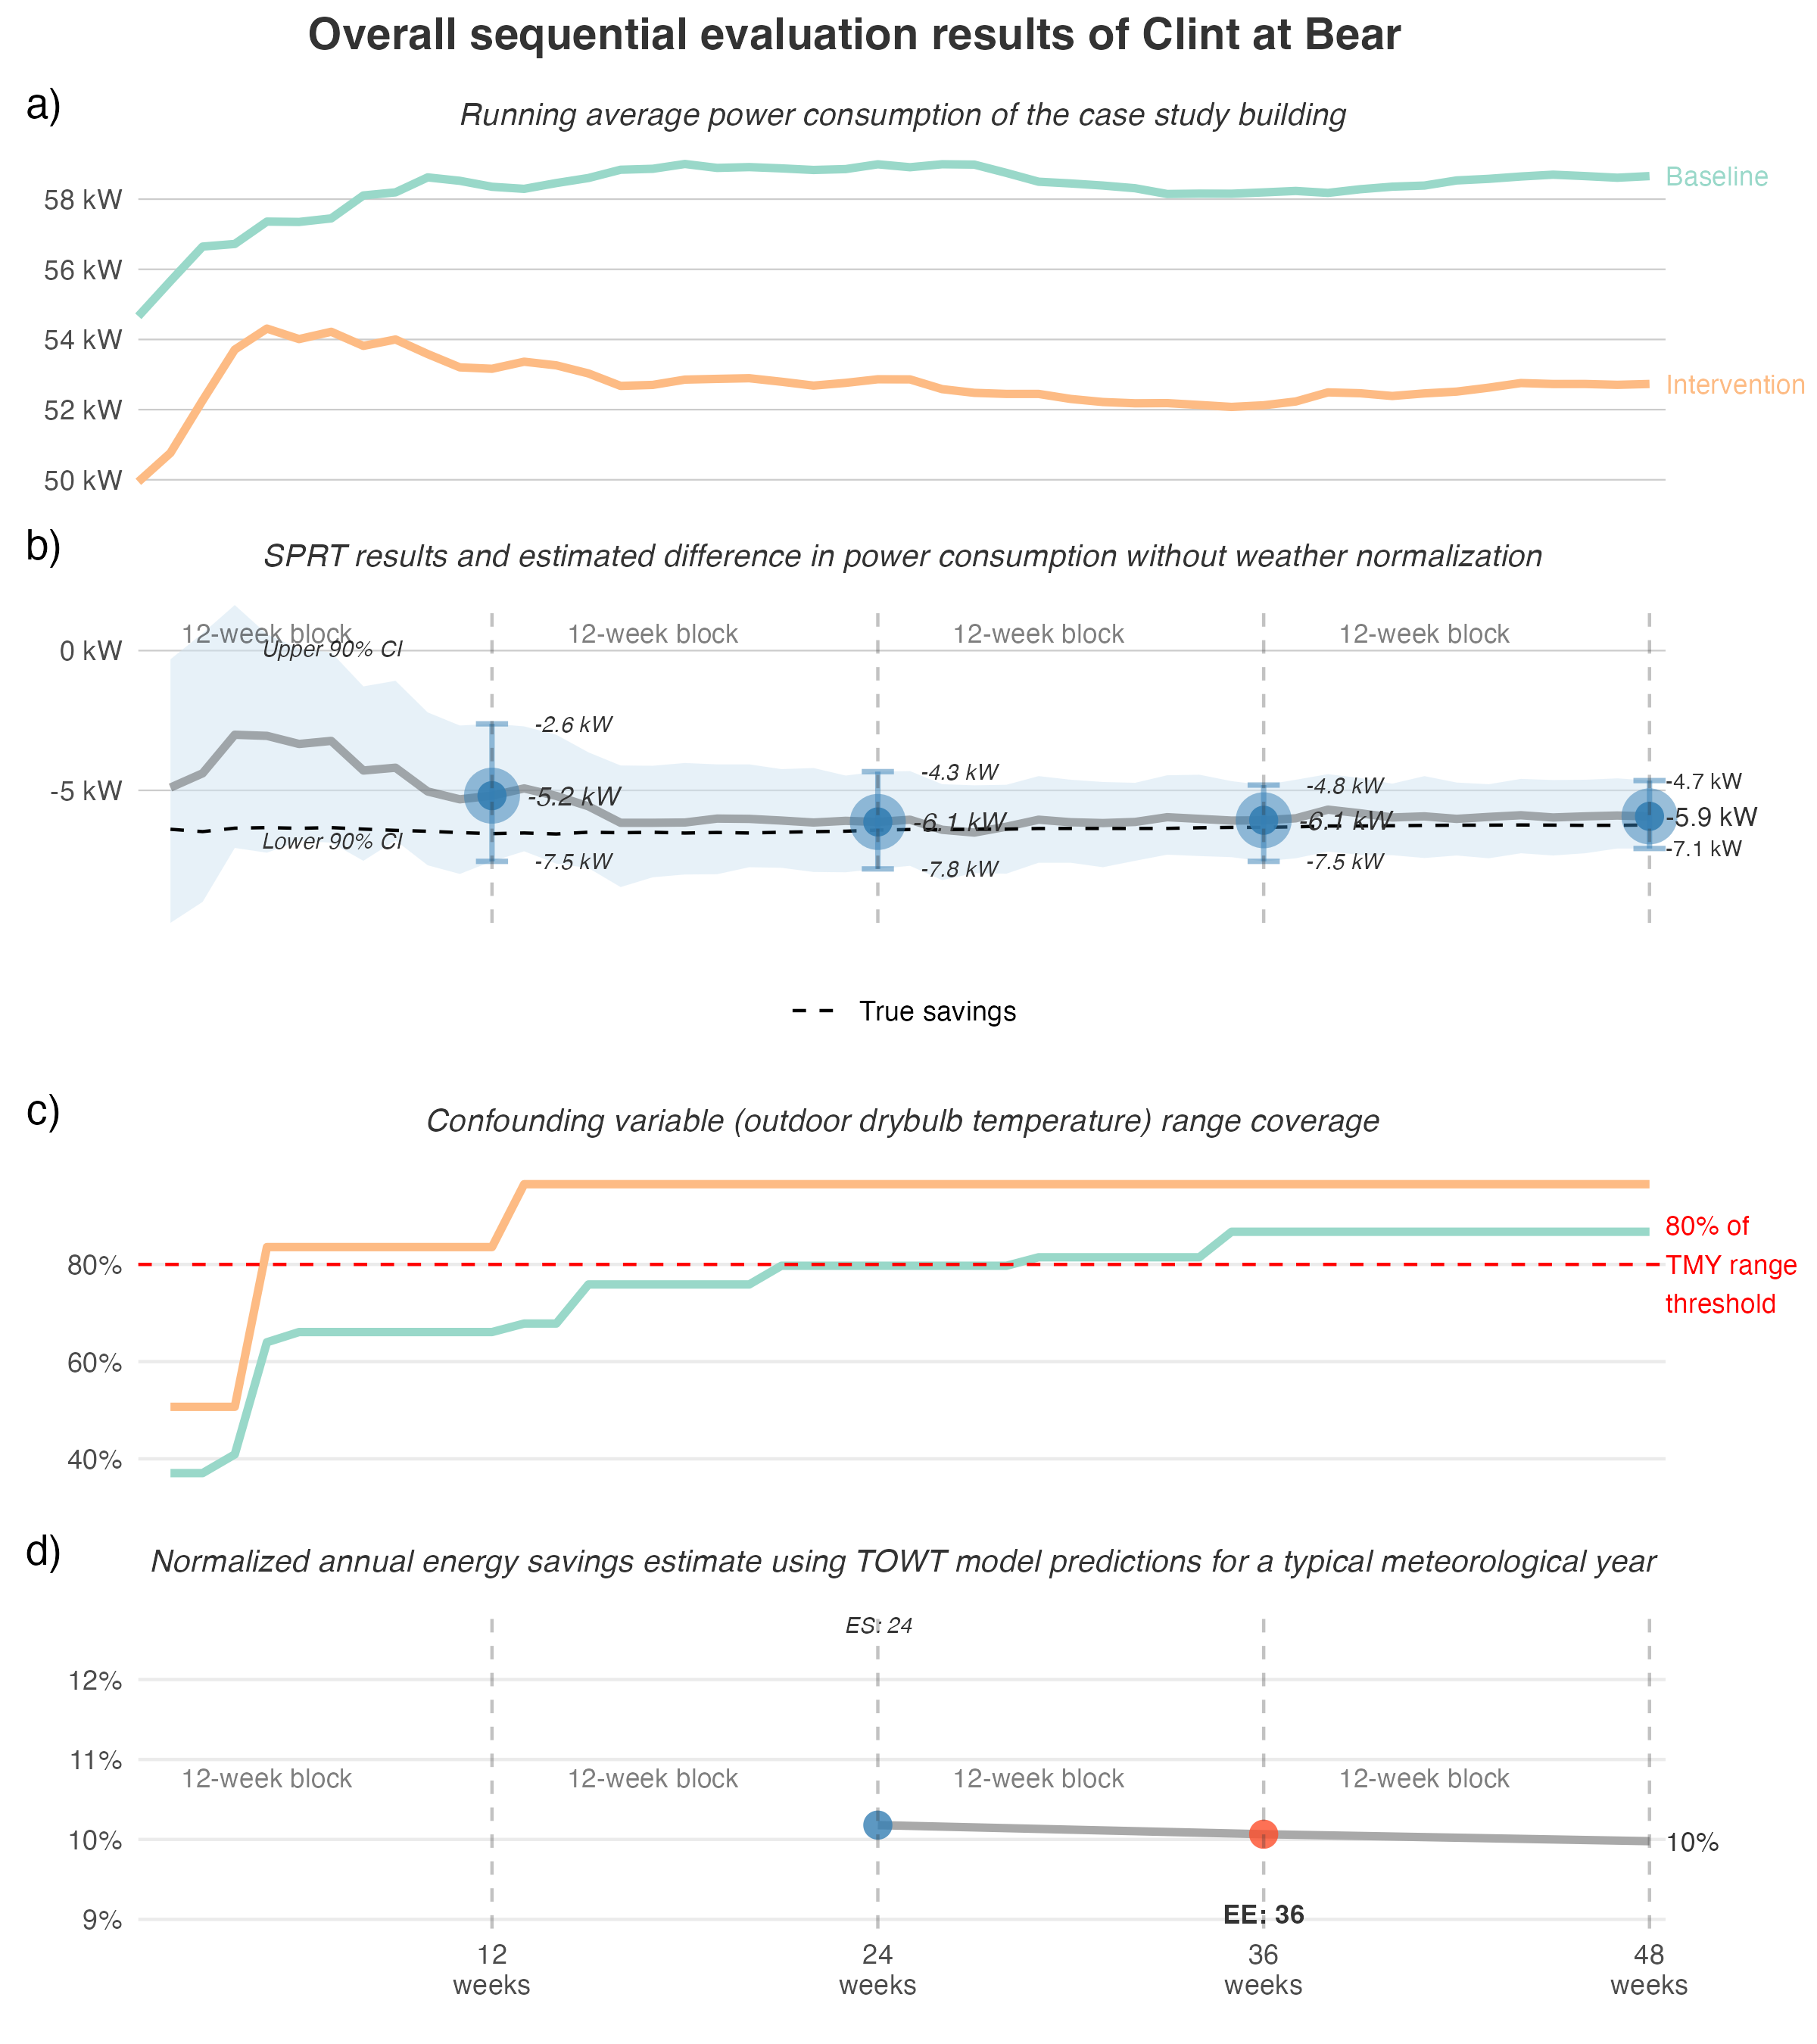 Overall sequential evaluation results of Clint at Bear
a)
Running average power consumption of the case study building
58 kW
56 kW
54 kW
52 kW
50 kW
Baseline
Intervention
b)
SPRT results and estimated difference in power consumption without weather normalization
12-week block
12-week block
12-week block
12-week block
0 kW
-5 kW
Upper 90% CI
Lower 90% CI
-2.6 kW
-5.2 kW
-7.5 kW
-4.3 kW
-6.1 kW
-7.8 kW
-4.8 kW
-6.1 kW
-7.5 kW
-4.7 kW
-5.9 kW
-7.1 kW
True savings
c)
Confounding variable (outdoor drybulb temperature) range coverage
80%
60%
40%
80% of
TMY range
threshold
d)
Normalized annual energy savings estimate using TOWT model predictions for a typical meteorological year
ES: 24
12%
11%
10%
9%
12-week block
12-week block
12-week block
12-week block
10%
EE: 36
12
weeks
24
weeks
36
weeks
48
weeks